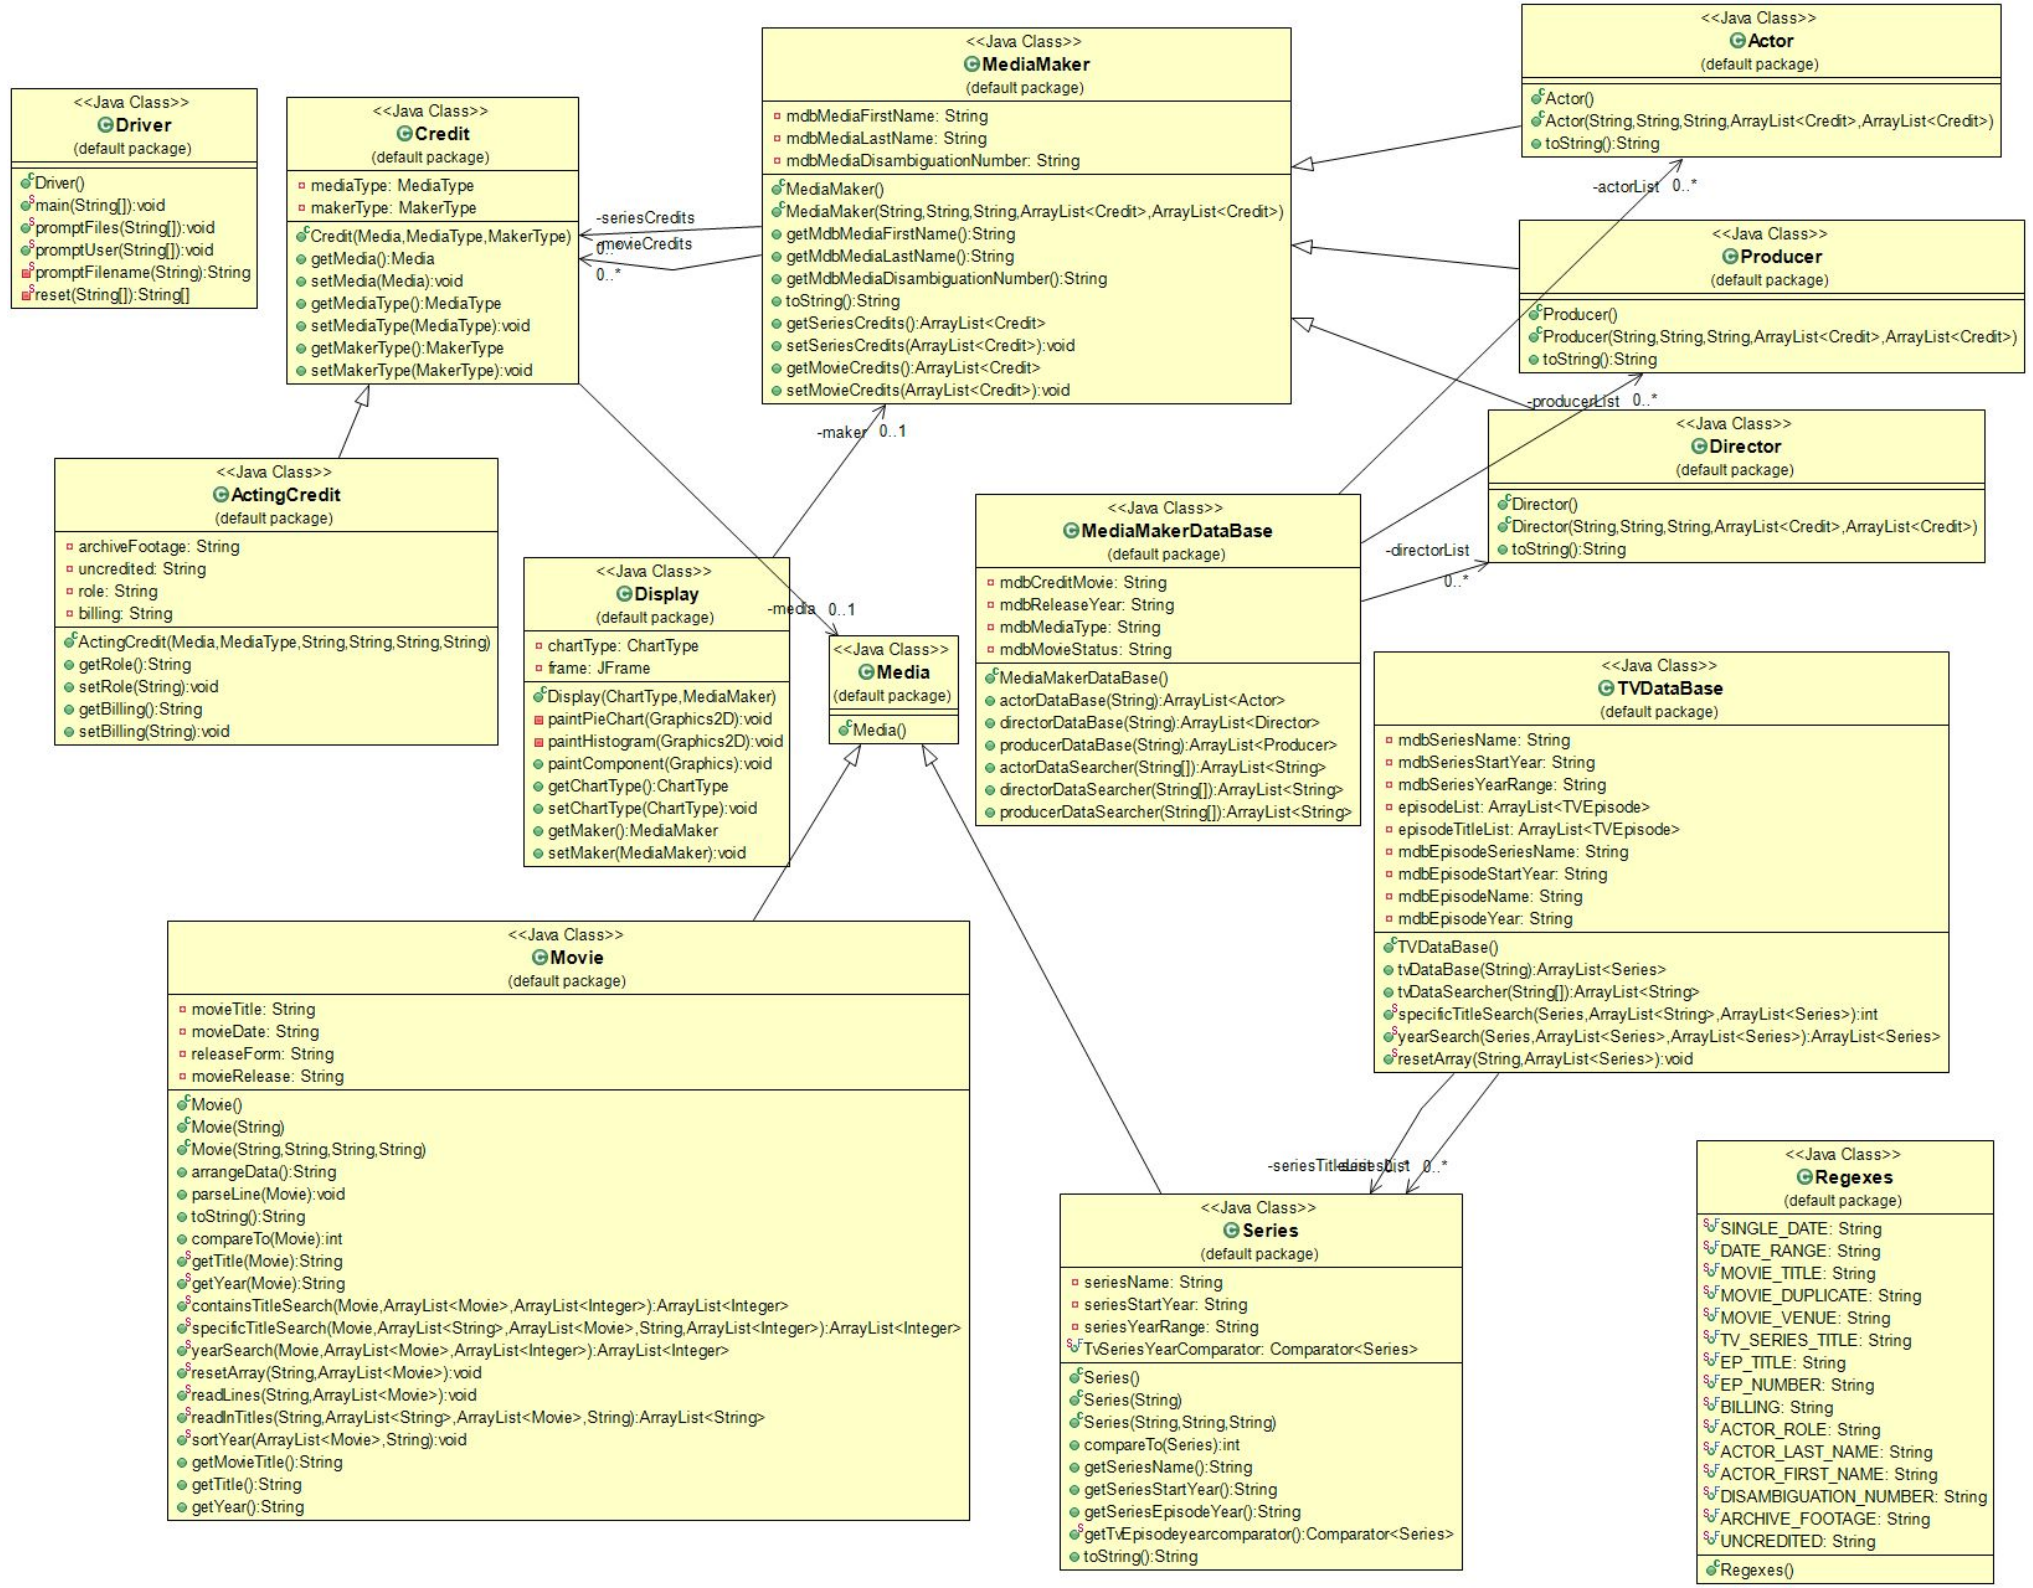 <<Java Class>>
Driver
(default package)
Driver()
main(String[]):void
promptFiles(String[]):void
promptUser(String[]):void
promptFilename(String):String
reset(String[]):String[]
<<Java Class>>
Credit
(default package)
mediaType: MediaType
makerType: MakerType
Credit(Media,MediaType,MakerType)
getMedia():Media
setMedia(Media):void
getMediaType():MediaType
setMediaType(MediaType):void
getMakerType():MakerType
setMakerType(MakerType):void
<<Java Class>>
MediaMaker
(default package)
mdbMediaFirstName: String
mdbMediaLastName: String
mdbMediaDisambiguationNumber: String
MediaMaker()
MediaMaker(String,String,String,ArrayList<Credit>,ArrayList<Credit>)
getMdbMediaFirstName():String
getMdbMediaLastName():String
getMdbMediaDisambiguationNumber():String
toString():String
getSeriesCredits():ArrayList<Credit>
setSeriesCredits(ArrayList<Credit>):void
getMovieCredits():ArrayList<Credit>
setMovieCredits(ArrayList<Credit>):void
-seriesCredits
0..*
-movieCredits
0..*
<<Java Class>>
Actor
(default package)
Actor()
Actor(String,String,String,ArrayList<Credit>,ArrayList<Credit>)
toString():String
-actorList 0..*
<<Java Class>>
Producer
(default package)
Producer()
Producer(String,String,String,ArrayList<Credit>,ArrayList<Credit>)
toString():String
-producerList 0..*
<<Java Class>>
Director
(default package)
Director()
Director(String,String,String,ArrayList<Credit>,ArrayList<Credit>)
toString():String
-directorList
0..*
-maker 0..1
<<Java Class>>
ActingCredit
(default package)
archiveFootage: String
uncredited: String
role: String
billing: String
ActingCredit(Media,MediaType,String,String,String,String)
getRole():String
setRole(String):void
getBilling():String
setBilling(String):void
<<Java Class>>
Display
(default package)
chartType: ChartType
frame: JFrame
Display(ChartType,MediaMaker)
paintPieChart(Graphics2D):void
paintHistogram(Graphics2D):void
paintComponent(Graphics):void
getChartType():ChartType
setChartType(ChartType):void
getMaker():MediaMaker
setMaker(MediaMaker):void
-media 0..1
<<Java Class>>
Media
(default package)
Media()
<<Java Class>>
MediaMakerDataBase
(default package)
mdbCreditMovie: String
mdbReleaseYear: String
mdbMediaType: String
mdbMovieStatus: String
MediaMakerDataBase()
actorDataBase(String):ArrayList<Actor>
directorDataBase(String):ArrayList<Director>
producerDataBase(String):ArrayList<Producer>
actorDataSearcher(String[]):ArrayList<String>
directorDataSearcher(String[]):ArrayList<String>
producerDataSearcher(String[]):ArrayList<String>
<<Java Class>>
TVDataBase
(default package)
mdbSeriesName: String
mdbSeriesStartYear: String
mdbSeriesYearRange: String
episodeList: ArrayList<TVEpisode>
episodeTitleList: ArrayList<TVEpisode>
mdbEpisodeSeriesName: String
mdbEpisodeStartYear: String
mdbEpisodeName: String
mdbEpisodeYear: String
TVDataBase()
tvDataBase(String):ArrayList<Series>
tvDataSearcher(String[]):ArrayList<String>
specificTitleSearch(Series,ArrayList<String>,ArrayList<Series>):int
yearSearch(Series,ArrayList<Series>,ArrayList<Series>):ArrayList<Series>
resetArray(String,ArrayList<Series>):void
<<Java Class>>
Movie
(default package)
movieTitle: String
movieDate: String
releaseForm: String
movieRelease: String
Movie()
Movie(String)
Movie(String,String,String,String)
arrangeData():String
parseLine(Movie):void
toString():String
compareTo(Movie):int
getTitle(Movie):String
getYear(Movie):String
containsTitleSearch(Movie,ArrayList<Movie>,ArrayList<Integer>):ArrayList<Integer>
specificTitleSearch(Movie,ArrayList<String>,ArrayList<Movie>,String,ArrayList<Integer>):ArrayList<Integer>
yearSearch(Movie,ArrayList<Movie>,ArrayList<Integer>):ArrayList<Integer>
resetArray(String,ArrayList<Movie>):void
readLines(String,ArrayList<Movie>):void
readInTitles(String,ArrayList<String>,ArrayList<Movie>,String):ArrayList<String>
sortYear(ArrayList<Movie>,String):void
getMovieTitle():String
getTitle():String
getYear():String
-seriesTitleList 0..*
-seriesList 0..*
<<Java Class>>
Series
(default package)
seriesName: String
seriesStartYear: String
seriesYearRange: String
TvSeriesYearComparator: Comparator<Series>
Series()
Series(String)
Series(String,String,String)
compareTo(Series):int
getSeriesName():String
getSeriesStartYear():String
getSeriesEpisodeYear():String
getTvEpisodeyearcomparator():Comparator<Series>
toString():String
<<Java Class>>
Regexes
(default package)
SINGLE_DATE: String
DATE_RANGE: String
MOVIE_TITLE: String
MOVIE_DUPLICATE: String
MOVIE_VENUE: String
TV_SERIES_TITLE: String
EP_TITLE: String
EP_NUMBER: String
BILLING: String
ACTOR_ROLE: String
ACTOR_LAST_NAME: String
ACTOR_FIRST_NAME: String
DISAMBIGUATION_NUMBER: String
ARCHIVE_FOOTAGE: String
UNCREDITED: String
Regexes()